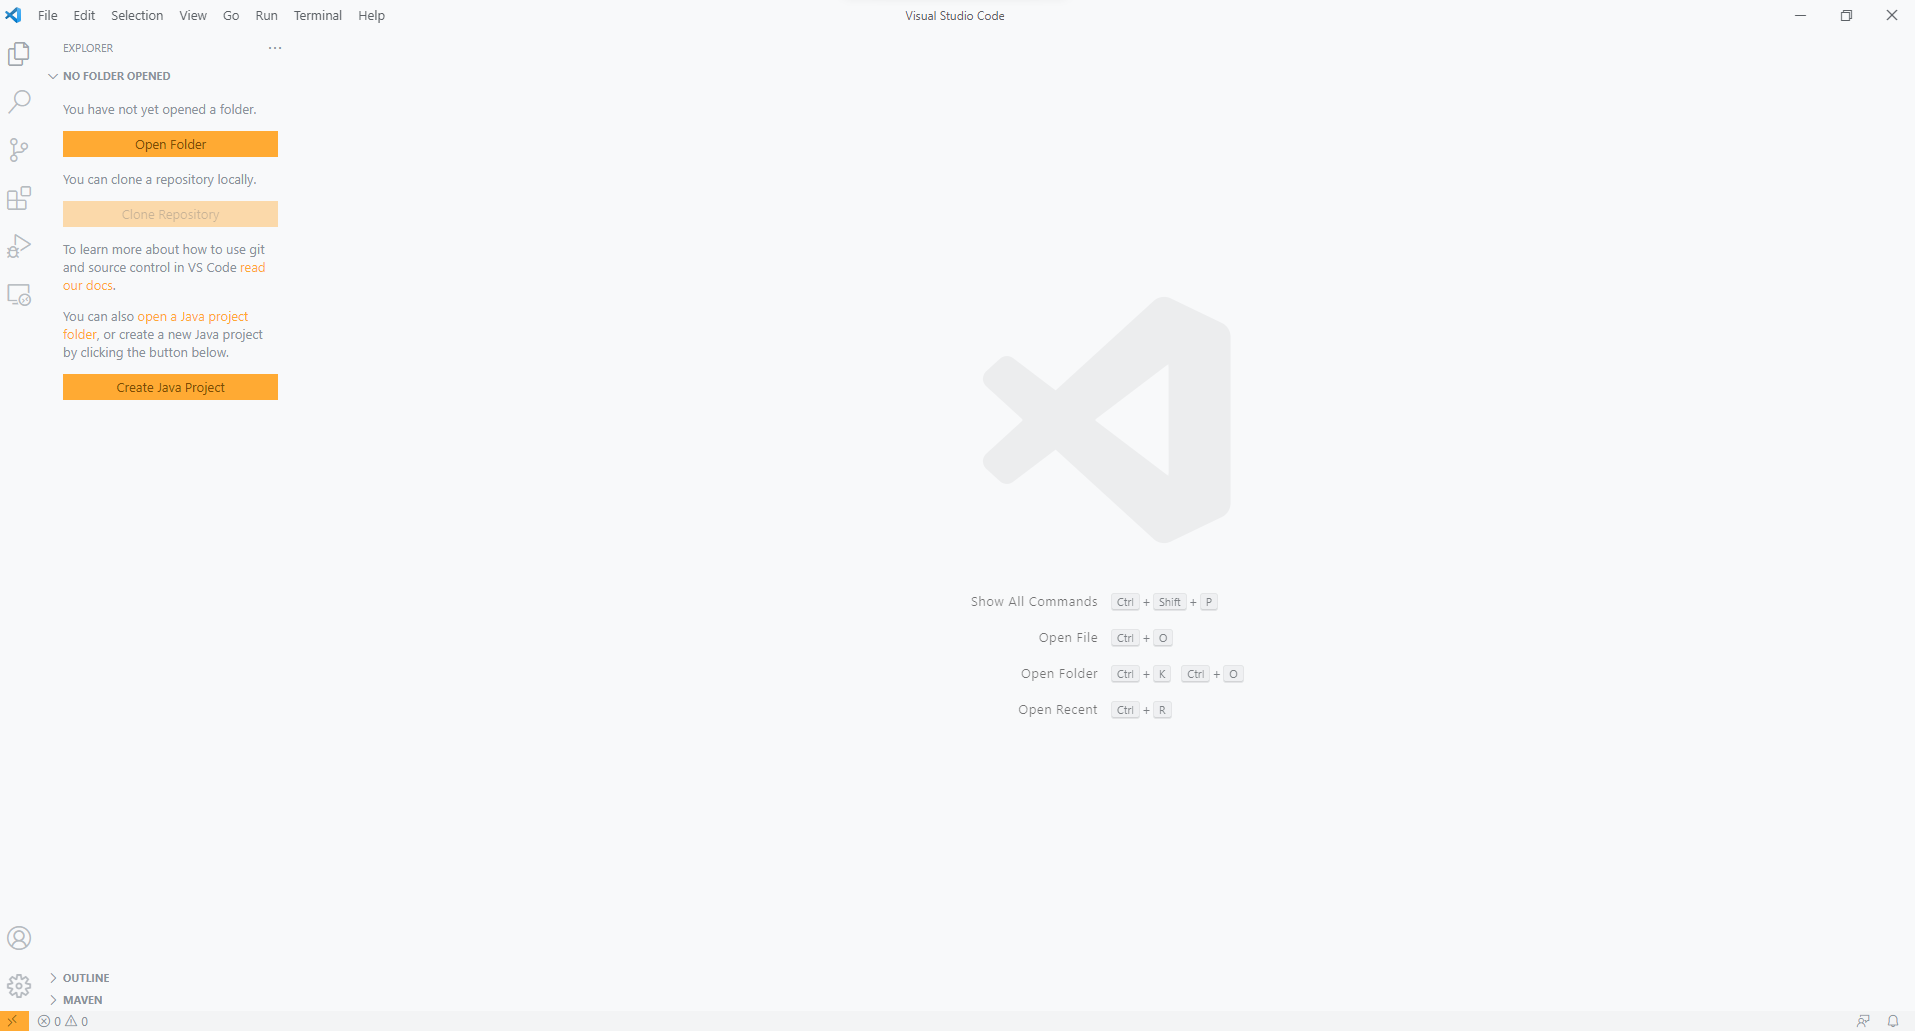 File Edit Selection View Go Run Terminal Help
Visual Studio Code
EXPLORER
NO FOLDER OPENED
You have not yet opened a folder.
Open Folder
You can clone a repository locally.
Clone Repository
To learn more about how to use git
and source control in VS Code read
our docs.
You can also open a Java project
folder, or create a new Java project
by clicking the button below.
Create Java Project
Show All Commands Ctrl + Shift + P
Open File Ctrl + O
Open Folder Ctrl + K Ctrl + O
Open Recent Ctrl + R
OUTLINE
MAVEN
0 0